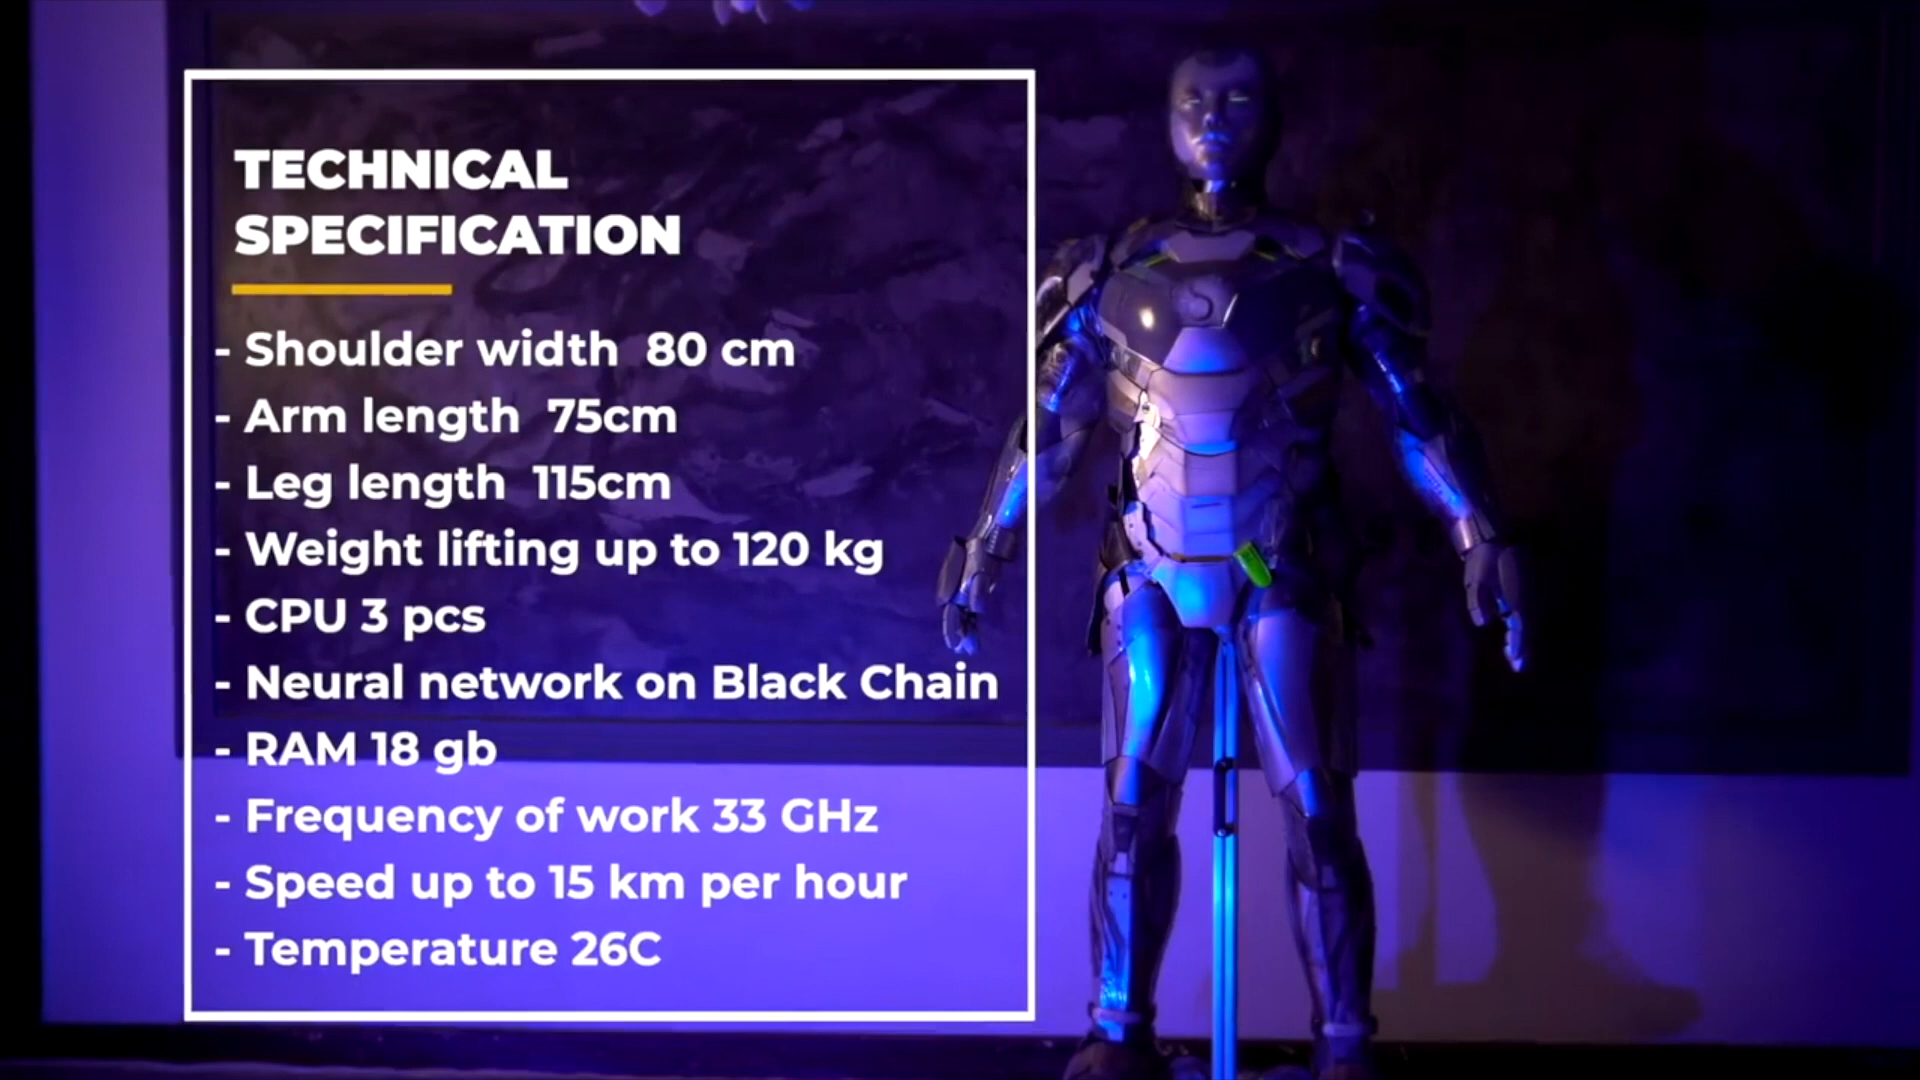 TECHNICAL
SPECIFICATION
- Shoulder width  80 cm
- Arm length  75cm
- Leg length  115cm
- Weight lifting up to 120 kg
- CPU 3 pcs
- Neural network on Black Chain
- RAM 18 gb
- Frequency of work 33 GHz
- Speed up to 15 km per hour
- Temperature 26C